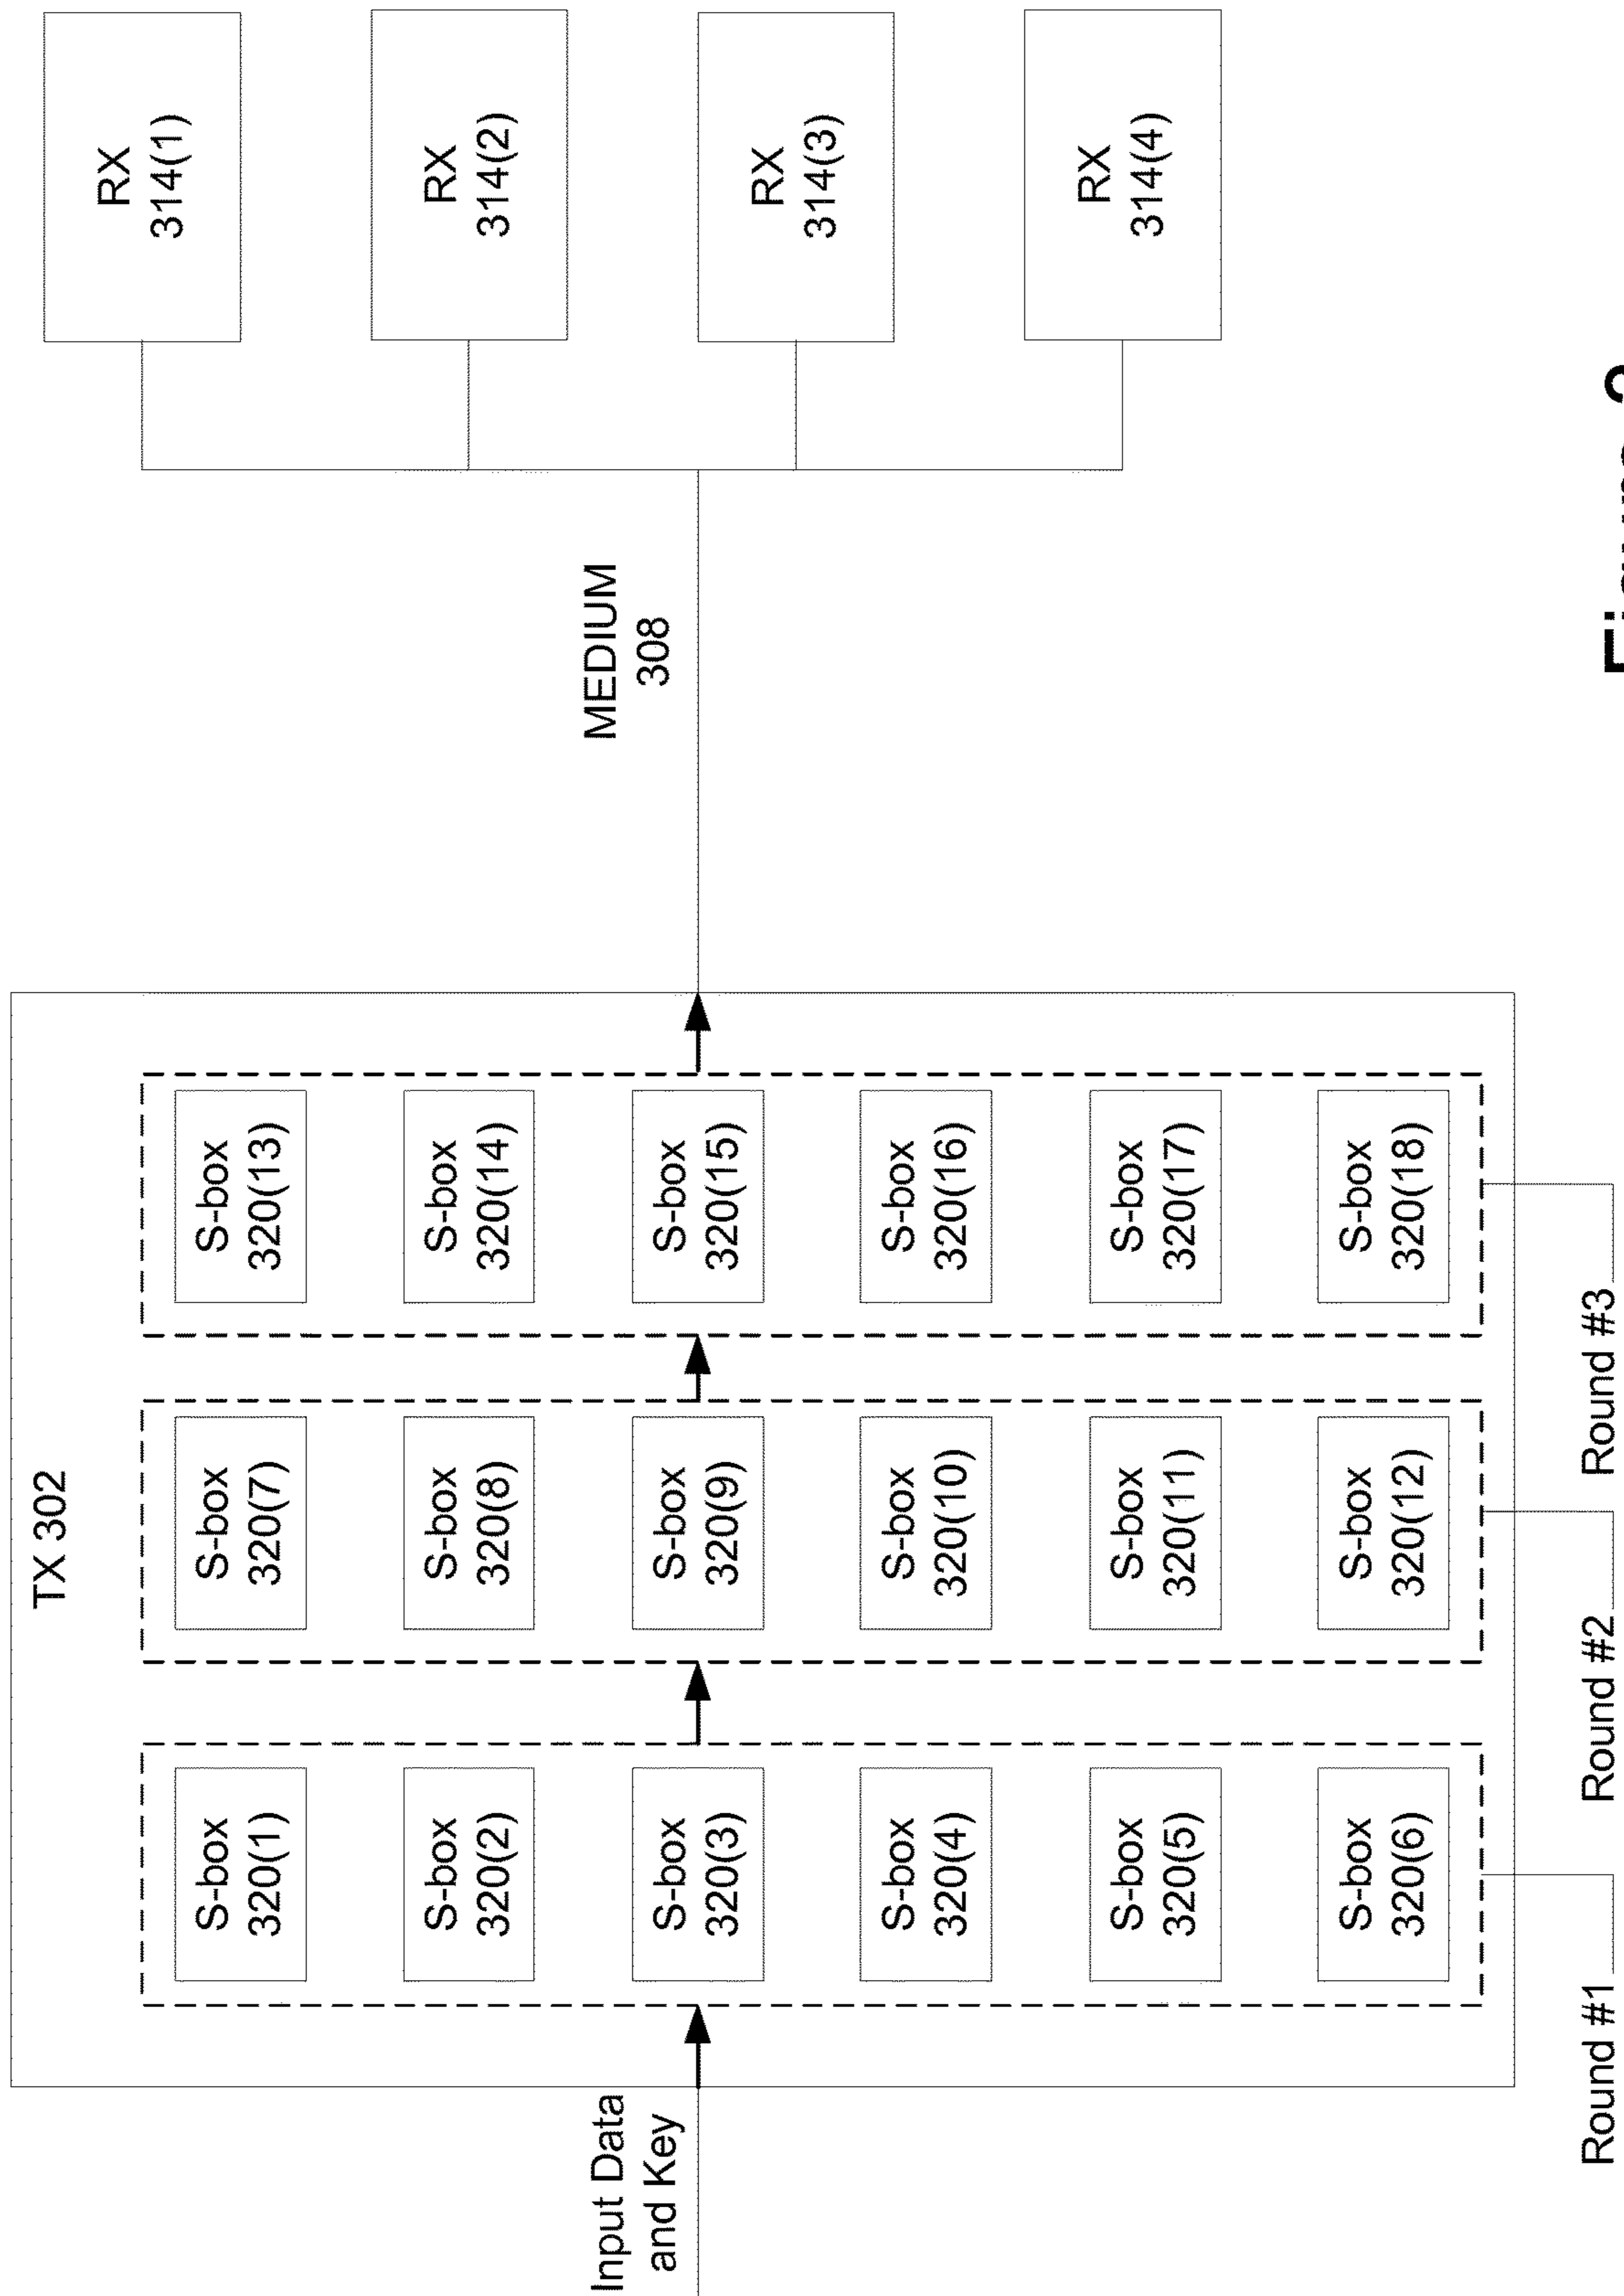 TX 302
Input Data
and Key
S-box
320(1)
S-box
320(2)
S-box
320(3)
S-box
320(4)
S-box
320(5)
S-box
320(6)
S-box
320(7)
S-box
320(8)
S-box
320(9)
S-box
320(10)
S-box
320(11)
S-box
320(12)
S-box
320(13)
S-box
320(14)
S-box
320(15)
S-box
320(16)
S-box
320(17)
S-box
320(18)
MEDIUM
308
RX
314(1)
RX
314(2)
RX
314(3)
RX
314(4)
Round #1
Round #2
Round #3